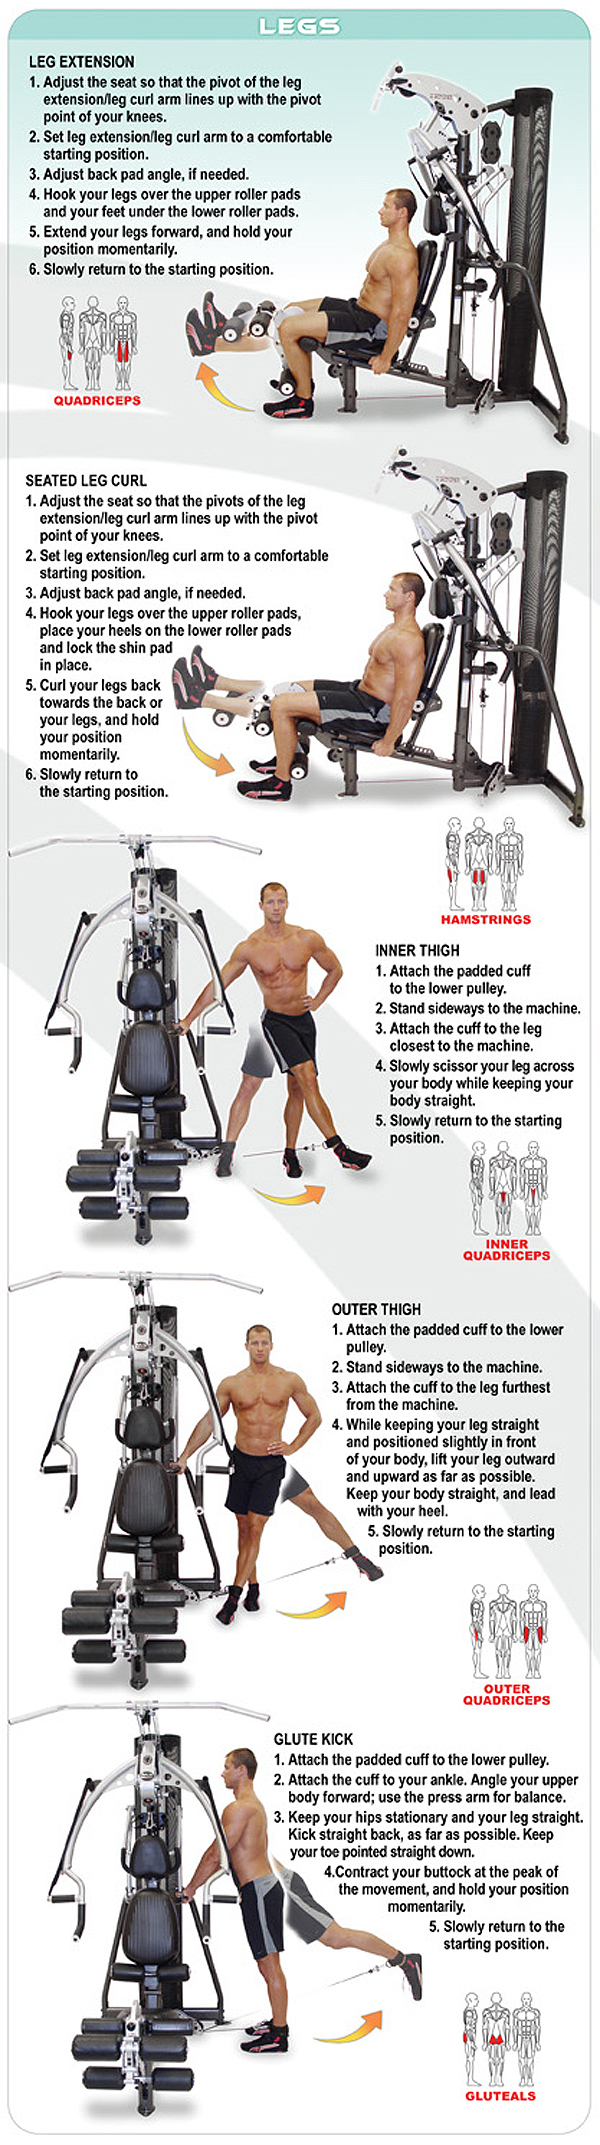 LEGS
LEG EXTENSION
1. Adjust the seat so that the pivot of the leg
extension/leg curl arm lines up with the pivot
point of your knees.
2. Set leg extension/leg curl arm to a comfortable
starting position.
3. Adjust back pad angle, if needed.
4. Hook your legs over the upper roller pads
and your feet under the lower roller pads.
5. Extend your legs forward, and hold your
position momentarily.
6. Slowly return to the starting position.
QUADRICEPS
SEATED LEG CURL
1. Adjust the seat so that the pivots of the leg
extension/leg curl arm lines up with the pivot
point of your knees.
2. Set leg extension/leg curl arm to a comfortable
starting position.
3. Adjust back pad angle, if needed.
4. Hook your legs over the upper roller pads,
place your heels on the lower roller pads
and lock the shin pad
in place.
5. Curl your legs back
towards the back or
your legs, and hold
your position
momentarily.
6. Slowly return to
the starting position.
HAMSTRINGS
INNER THIGH
1. Attach the padded cuff
to the lower pulley.
2. Stand sideways to the machine.
3. Attach the cuff to the leg
closest to the machine.
4. Slowly scissor your leg across
your body while keeping your
body straight.
5. Slowly return to the starting
position.
INNER
QUADRICEPS
OUTER THIGH
1. Attach the padded cuff to the lower
pulley.
2. Stand sideways to the machine.
3. Attach the cuff to the leg furthest
from the machine.
4. While keeping your leg straight
and positioned slightly in front
of your body, lift your leg outward
and upward as far as possible.
Keep your body straight, and lead
with your heel.
5. Slowly return to the starting
position.
OUTER
QUADRICEPS
GLUTE KICK
1. Attach the padded cuff to the lower pulley.
2. Attach the cuff to your ankle. Angle your upper
body forward; use the press arm for balance.
3. Keep your hips stationary and your leg straight.
Kick straight back, as far as possible. Keep
your toe pointed straight down.
4.Contract your buttock at the peak of
the movement, and hold your position
momentarily.
5. Slowly return to the
starting position.
GLUTEALS